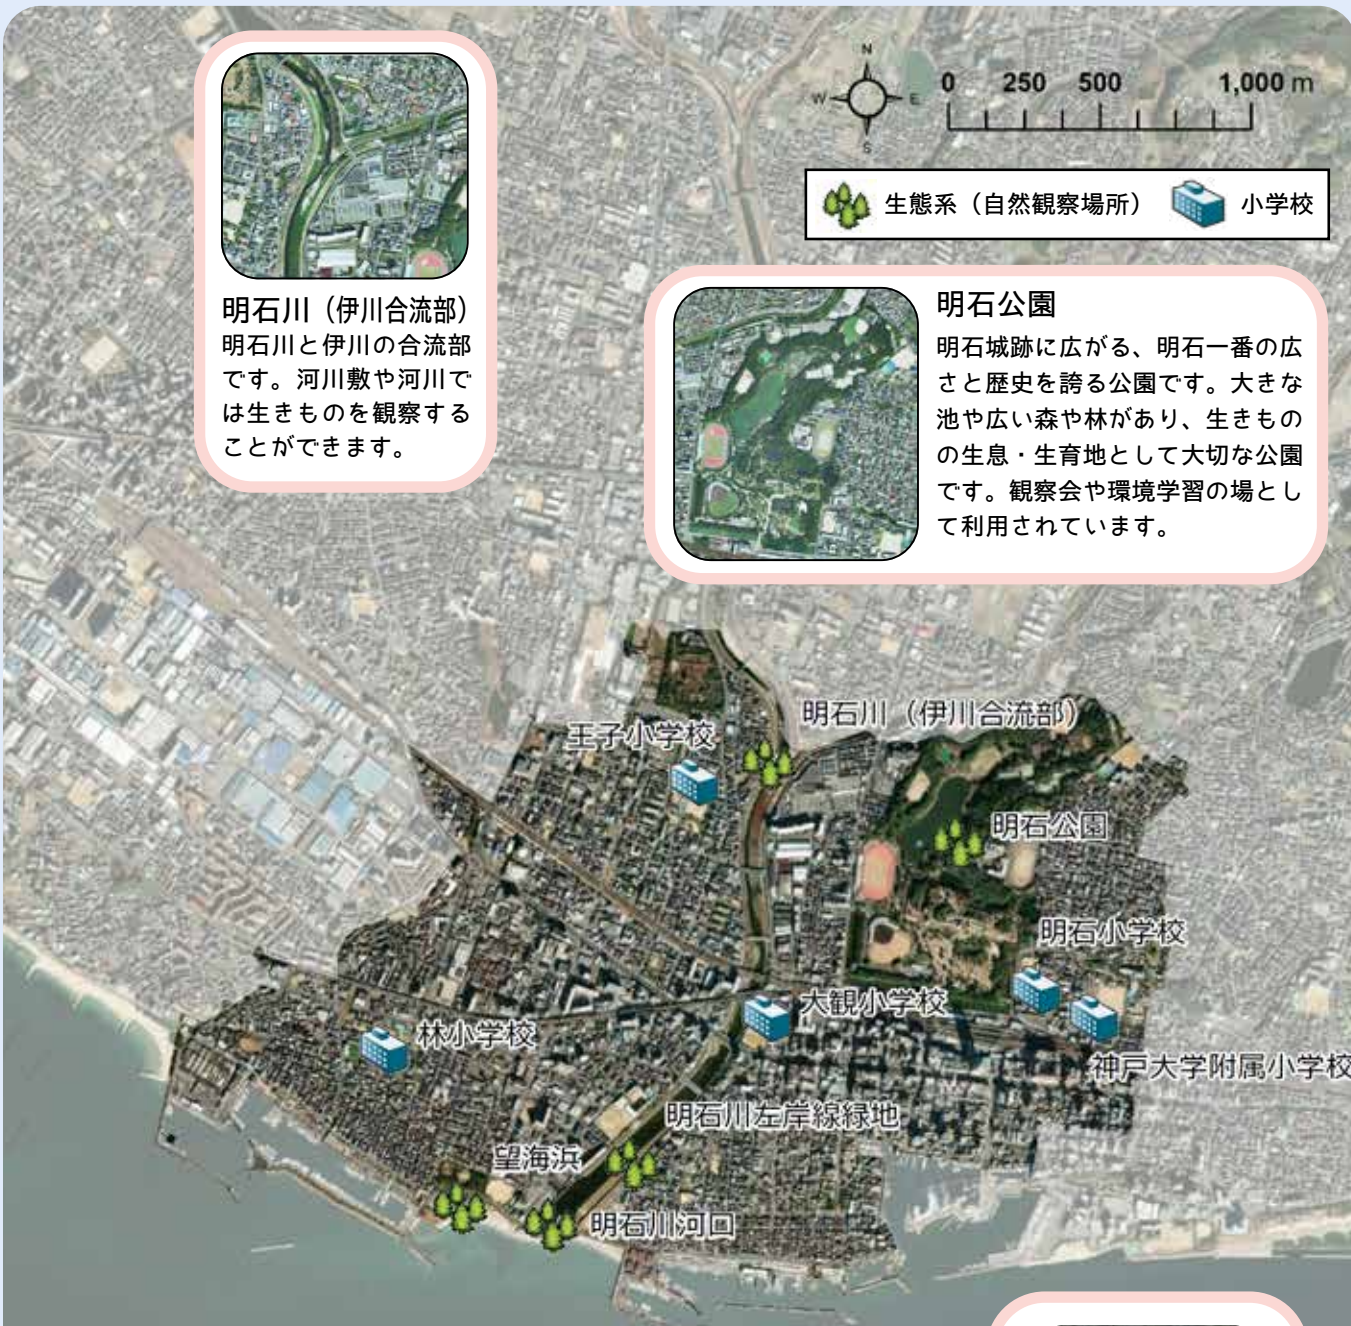 N
W
E
S
0 250 500 1,000 m
生態系（自然観察場所） 小学校
明石川（伊川合流部）
明石川と伊川の合流部
です。河川敷や河川で
は生きものを観察する
ことができます。
明石公園
明石城跡に広がる、明石一番の広
さと歴史を誇る公園です。大きな
池や広い森や林があり、生きもの
の生息・生育地として大切な公園
です。観察会や環境学習の場とし
て利用されています。
明石川（伊川合流部）
王子小学校
明石公園
明石小学校
大観小学校
林小学校
神戸大学附属小学校
明石川左岸線緑地
望海浜
明石川河口